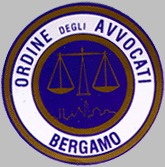 ORDINE DEGLI AVVOCATI
BERGAMO